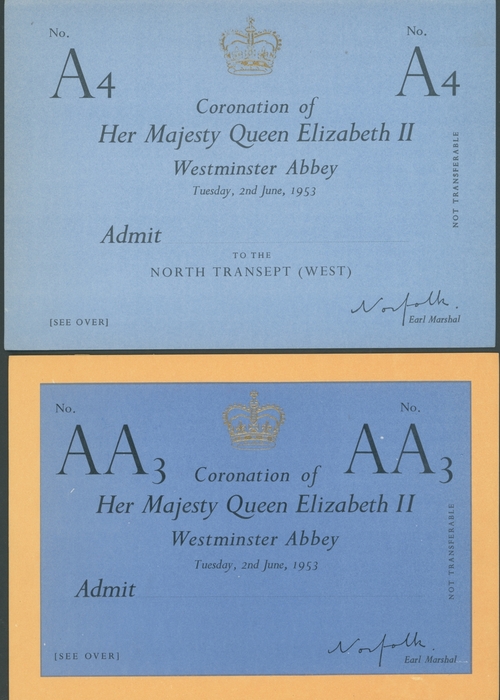 No.
No.
A4
A4
Coronation of
Her Majesty Queen Elizabeth II
Westminster Abbey
Tuesday, 2nd June, 1953
NOT TRANSFERABLE
Admit
TO THE
NORTH TRANSEPT (WEST)
Norfolk.
Earl Marshal
[SEE OVER]
No.
No.
AA3
AA3
Coronation of
Her Majesty Queen Elizabeth II
Westminster Abbey
Tuesday, 2nd June, 1953
NOT TRANSFERABLE
Admit
Norfolk.
Earl Marshal
[SEE OVER]